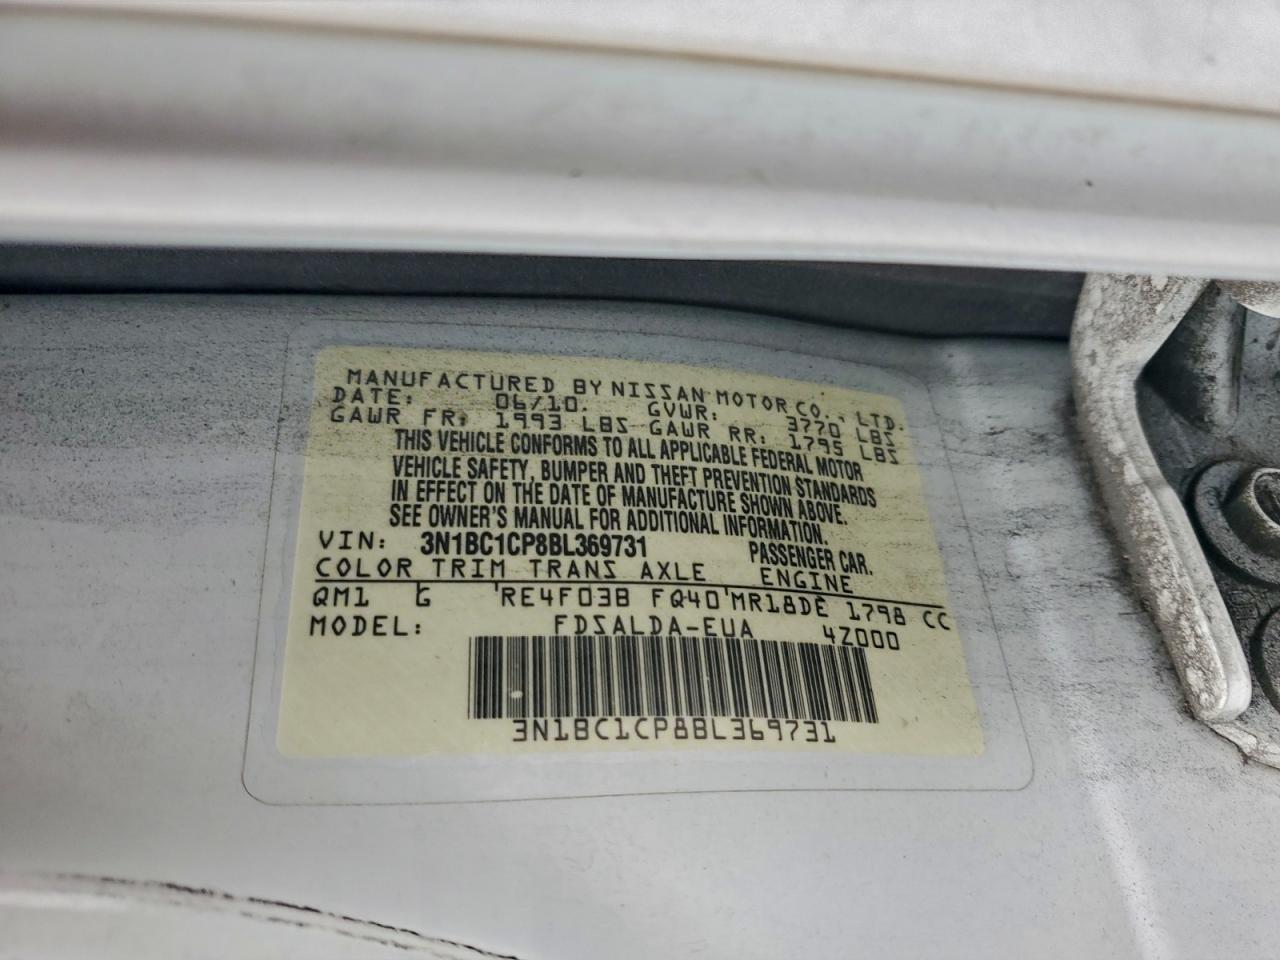 MANUFACTURED BY NISSAN MOTOR CO., LTD.
DATE: 06/10. GVWR: 3770 LBS
GAWR FR: 1993 LBS GAWR RR: 1795 LBS
THIS VEHICLE CONFORMS TO ALL APPLICABLE FEDERAL MOTOR
VEHICLE SAFETY, BUMPER AND THEFT PREVENTION STANDARDS
IN EFFECT ON THE DATE OF MANUFACTURE SHOWN ABOVE.
SEE OWNER'S MANUAL FOR ADDITIONAL INFORMATION.
VIN: 3N1BC1CP8BL369731 PASSENGER CAR.
COLOR TRIM TRANS AXLE ENGINE
QM1 G RE4F03B FQ40 MR18DE 1798 CC
MODEL: FDSALDA-EUA 4Z000
3N1BC1CP8BL369731